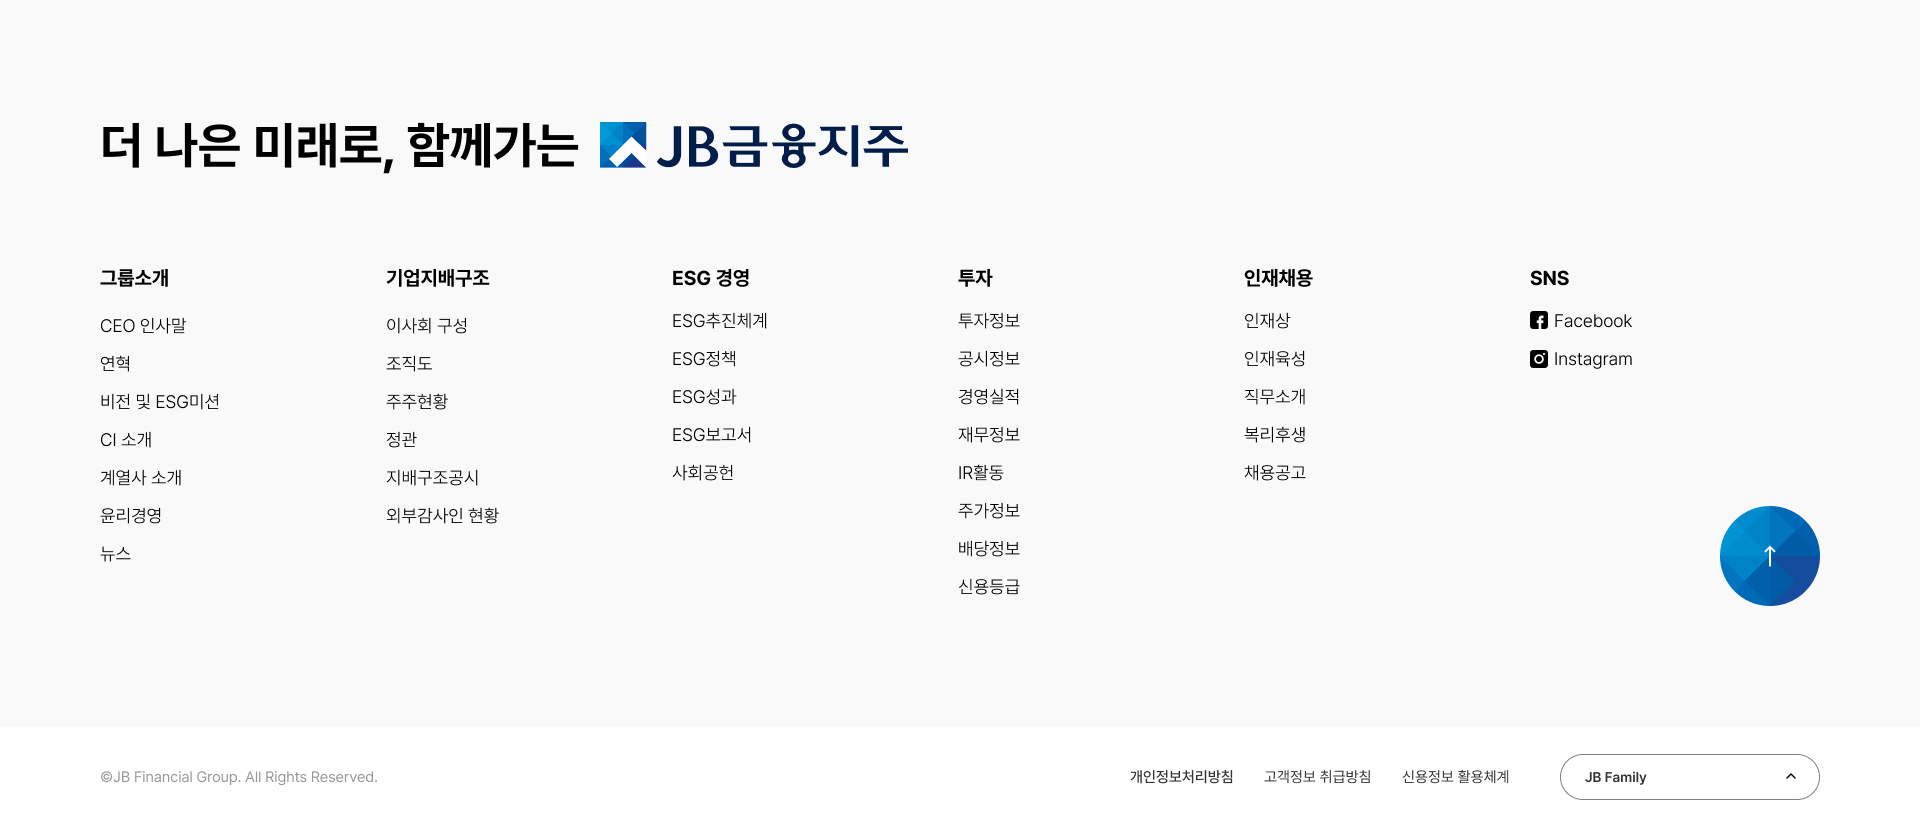 더 나은 미래로, 함께가는 JB금융지주
그룹소개
CEO 인사말
연혁
비전 및 ESG미션
CI 소개
계열사 소개
윤리경영
뉴스
기업지배구조
이사회 구성
조직도
주주현황
정관
지배구조공시
외부감사인 현황
ESG 경영
ESG추진체계
ESG정책
ESG성과
ESG보고서
사회공헌
투자
투자정보
공시정보
경영실적
재무정보
IR활동
주가정보
배당정보
신용등급
인재채용
인재상
인재육성
직무소개
복리후생
채용공고
SNS
Facebook
Instagram
©JB Financial Group. All Rights Reserved.
개인정보처리방침
고객정보 취급방침
신용정보 활용체계
JB Family